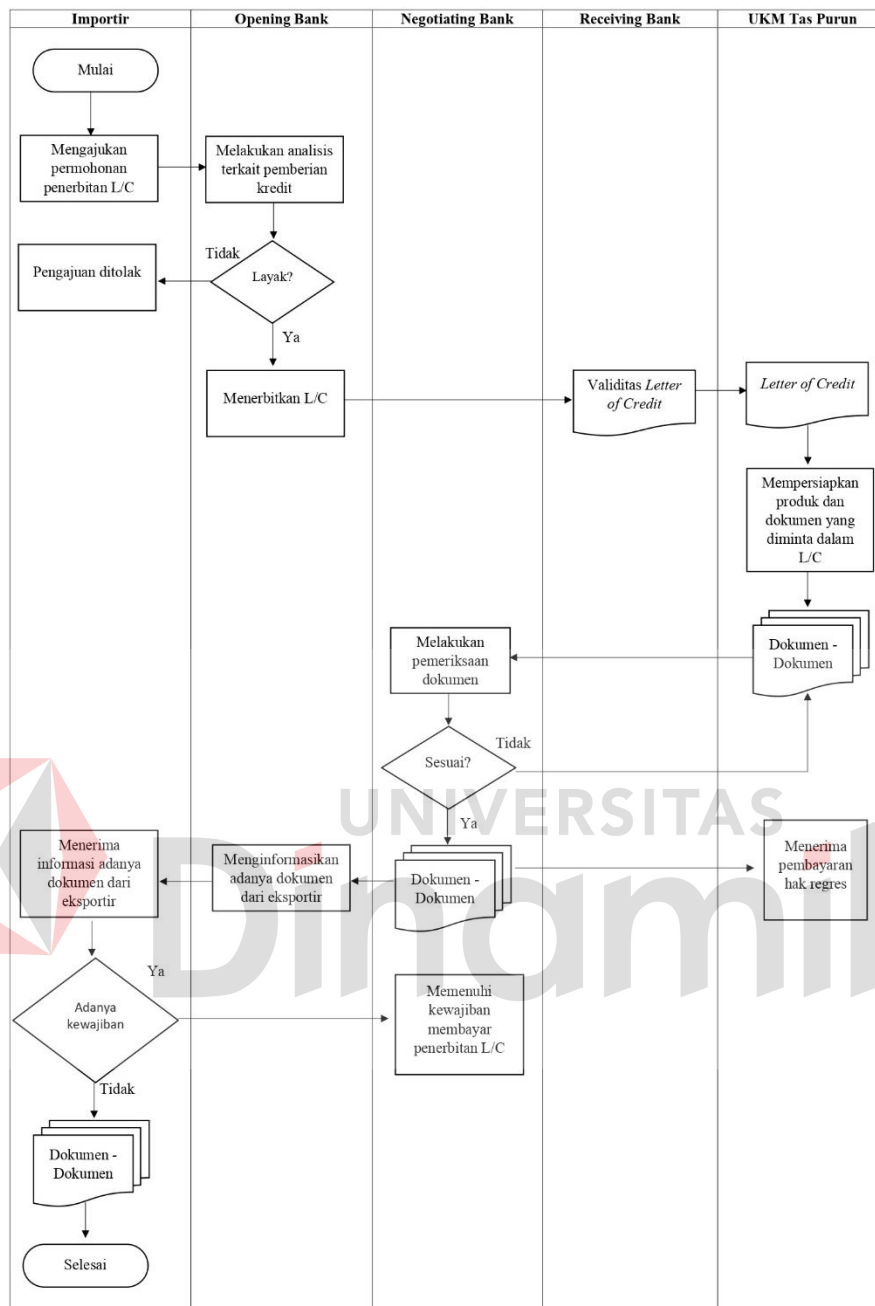 Importir
Opening Bank
Negotiating Bank
Receiving Bank
UKM Tas Purun
Mulai
Mengajukan
permohonan
penerbitan L/C
Melakukan analisis
terkait pemberian
kredit
Tidak
Pengajuan ditolak
Layak?
Ya
Menerbitkan L/C
Validitas Letter
of Credit
Letter of Credit
Mempersiapkan
produk dan
dokumen yang
diminta dalam
L/C
Dokumen -
Dokumen
Melakukan
pemeriksaan
dokumen
Tidak
Sesuai?
Ya
UNIVERSITAS
Dinami
Menerima
informasi adanya
dokumen dari
eksportir
Menginformasikan
adanya dokumen
dari eksportir
Dokumen -
Dokumen
Menerima
pembayaran
hak regres
Ya
Adanya
kewajiban
Memenuhi
kewajiban
membayar
penerbitan L/C
Tidak
Dokumen -
Dokumen
Selesai